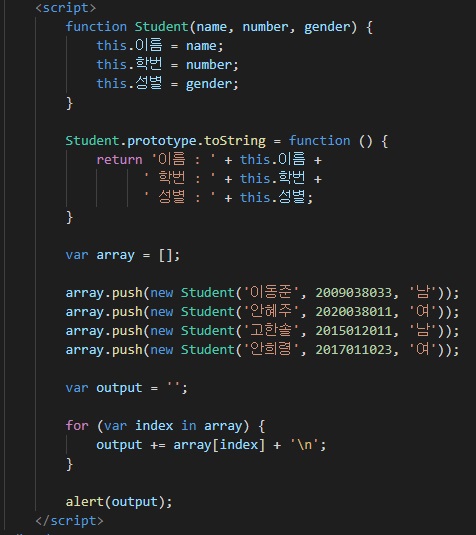 <script>
function Student(name, number, gender) {
this.이름 = name;
this.학번 = number;
this.성별 = gender;
}
Student.prototype.toString = function () {
return '이름 : ' + this.이름 +
' 학번 : ' + this.학번 +
' 성별 : ' + this.성별;
}
var array = [];
array.push(new Student('이동준', 2009038033, '남'));
array.push(new Student('안혜주', 2020038011, '여'));
array.push(new Student('고한솔', 2015012011, '남'));
array.push(new Student('안희령', 2017011023, '여'));
var output = '';
for (var index in array) {
output += array[index] + '\n';
}
alert(output);
</script>